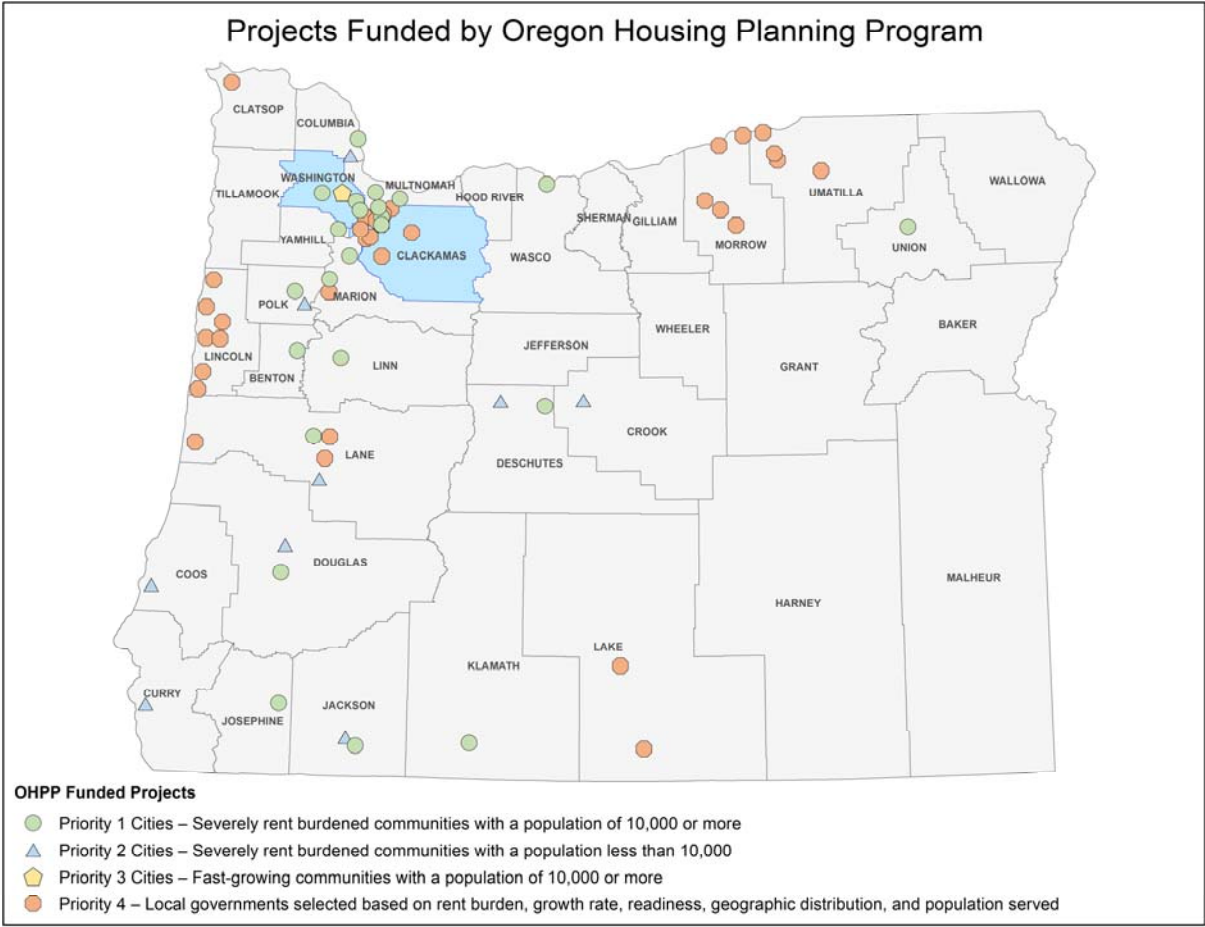 Projects Funded by Oregon Housing Planning Program
CLATSOP
COLUMBIA
WASHINGTON
MULTNOMAH
HOOD RIVER
TILLAMOOK
UMATILLA
WALLOWA
SHERMAN
GILLIAM
YAMHILL
CLACKAMAS
WASCO
MORROW
UNION
POLK
MARION
WHEELER
BAKER
JEFFERSON
LINCOLN
LINN
BENTON
GRANT
CROOK
LANE
DESCHUTES
DOUGLAS
COOS
MALHEUR
HARNEY
LAKE
KLAMATH
CURRY
JACKSON
JOSEPHINE
OHPP Funded Projects
Priority 1 Cities – Severely rent burdened communities with a population of 10,000 or more
Priority 2 Cities – Severely rent burdened communities with a population less than 10,000
Priority 3 Cities – Fast-growing communities with a population of 10,000 or more
Priority 4 – Local governments selected based on rent burden, growth rate, readiness, geographic distribution, and population served